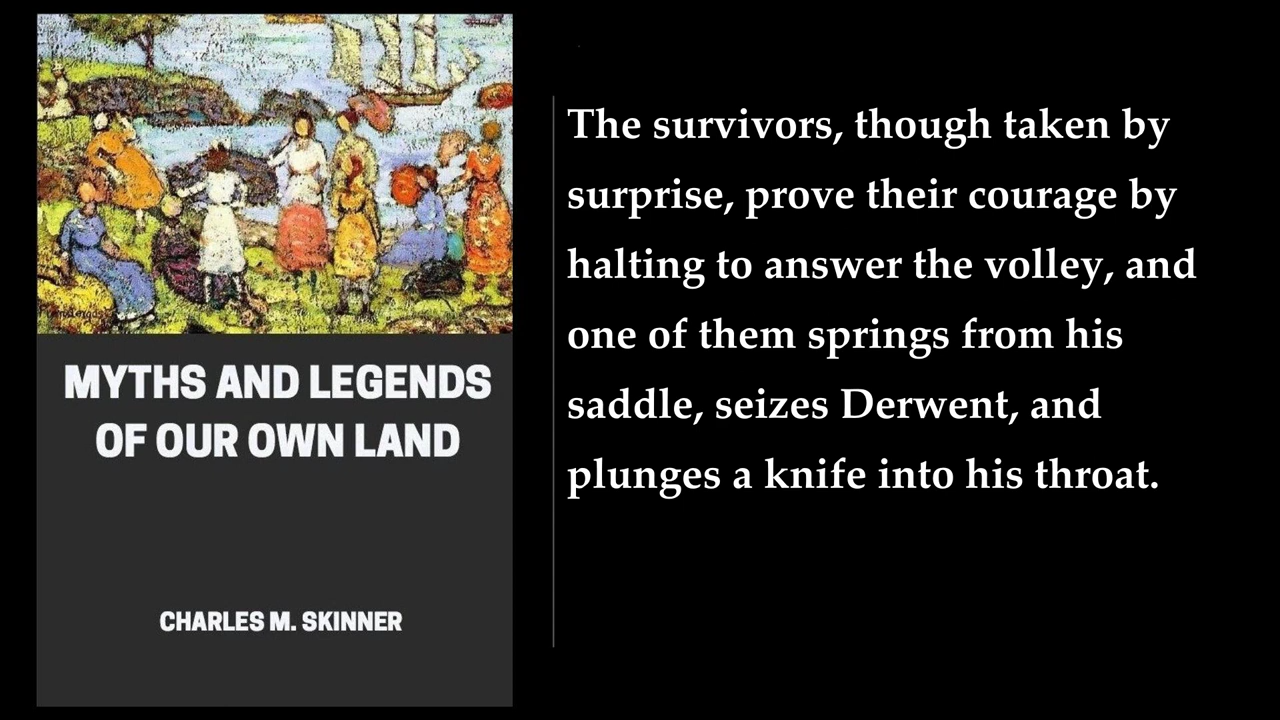 MYTHS AND LEGENDS
OF OUR OWN LAND
CHARLES M. SKINNER
The survivors, though taken by
surprise, prove their courage by
halting to answer the volley, and
one of them springs from his
saddle, seizes Derwent, and
plunges a knife into his throat.